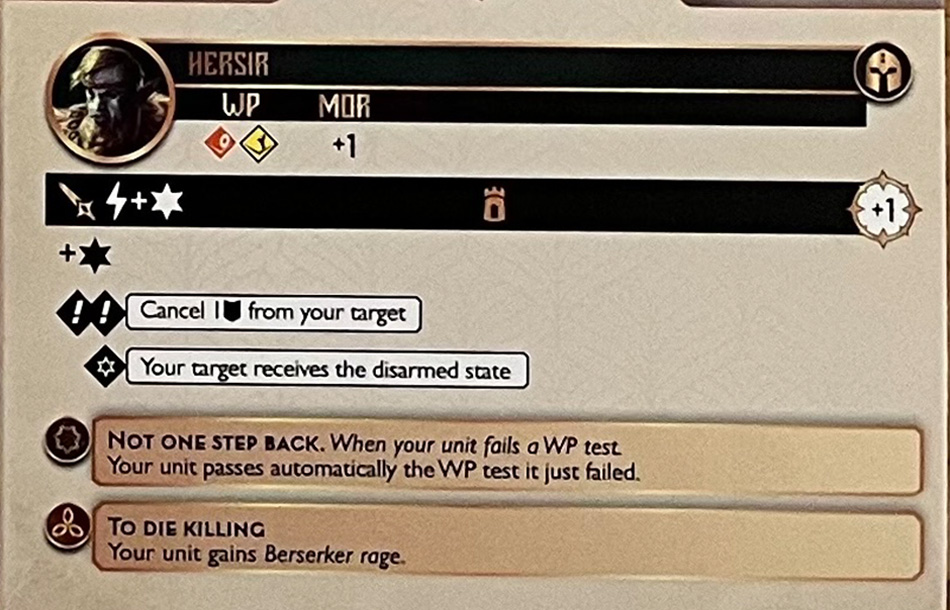 HERSIR
WP MOR
+1
+ +1
+
!! Cancel 1 from your target
Your target receives the disarmed state
NOT ONE STEP BACK. When your unit fails a WP test.
Your unit passes automatically the WP test it just failed.
TO DIE KILLING
Your unit gains Berserker rage.